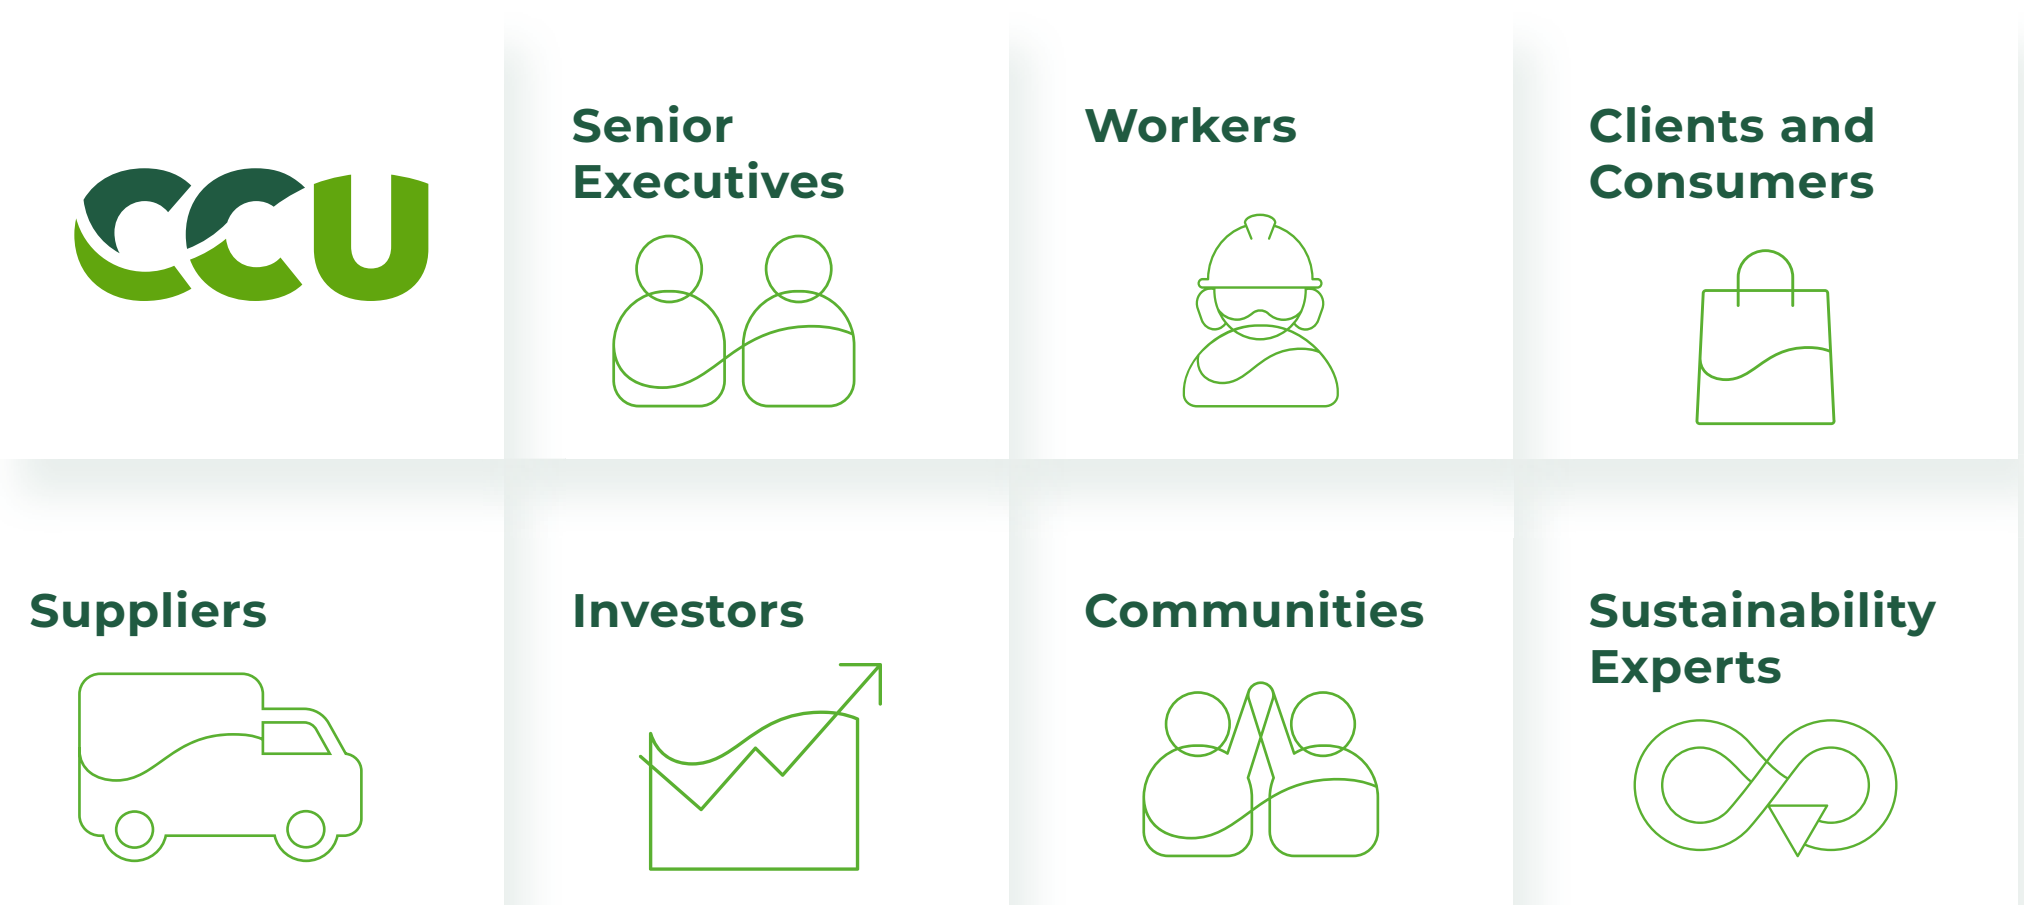 CCU
Senior
Executives
Workers
Clients and
Consumers
Suppliers
Investors
Communities
Sustainability
Experts